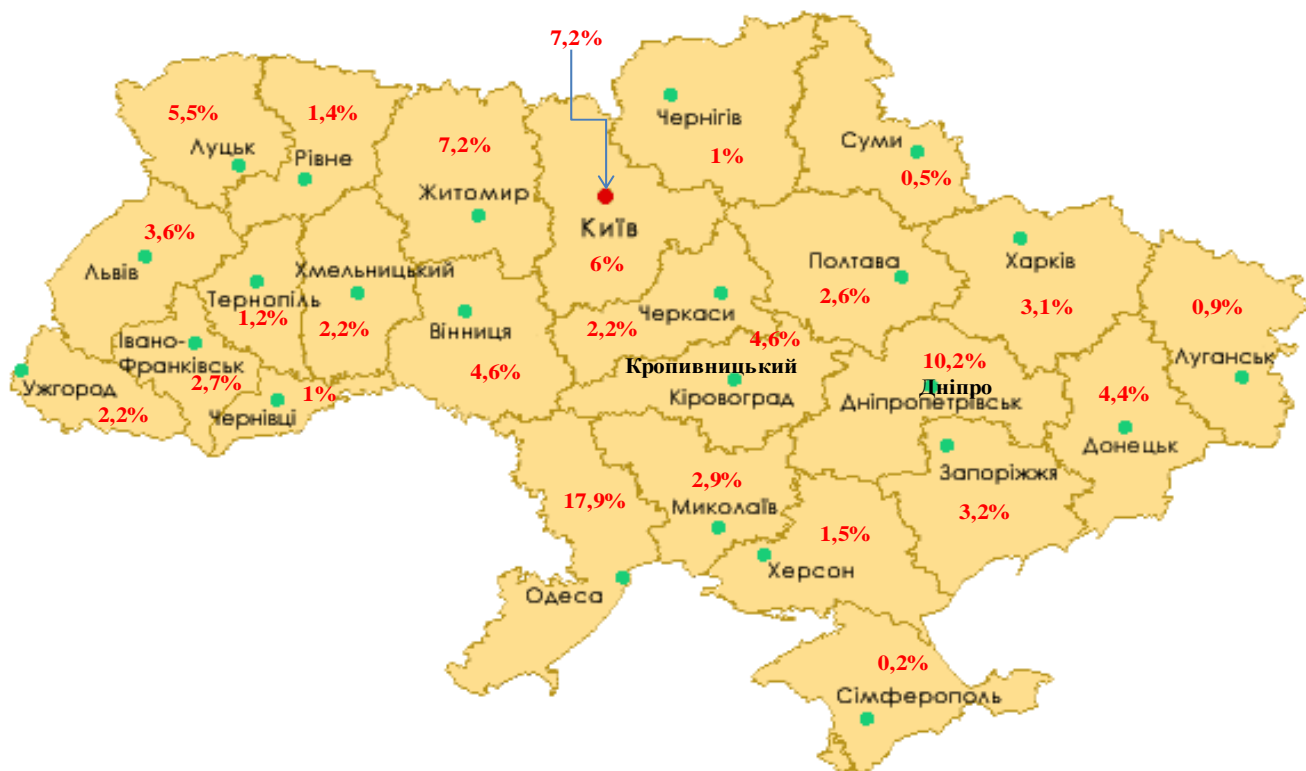 7,2%
5,5%
Луцьк
1,4%
Рівне
7,2%
Житомир
Чернігів
1%
Суми
0,5%
Київ
6%
3,6%
Львів
Тернопіль
1,2%
Хмельницький
2,2%
Вінниця
4,6%
Черкаси
2,2%
Полтава
2,6%
Харків
3,1%
0,9%
Луганськ
Івано-
Франківськ
2,7%
Ужгород
2,2%
Чернівці
1%
4,6%
Кропивницький
Кіровоград
10,2%
Дніпро
Дніпропетрівськ
4,4%
Донецьк
Запоріжжя
3,2%
17,9%
Одеса
2,9%
Миколаїв
1,5%
Херсон
0,2%
Сімферополь